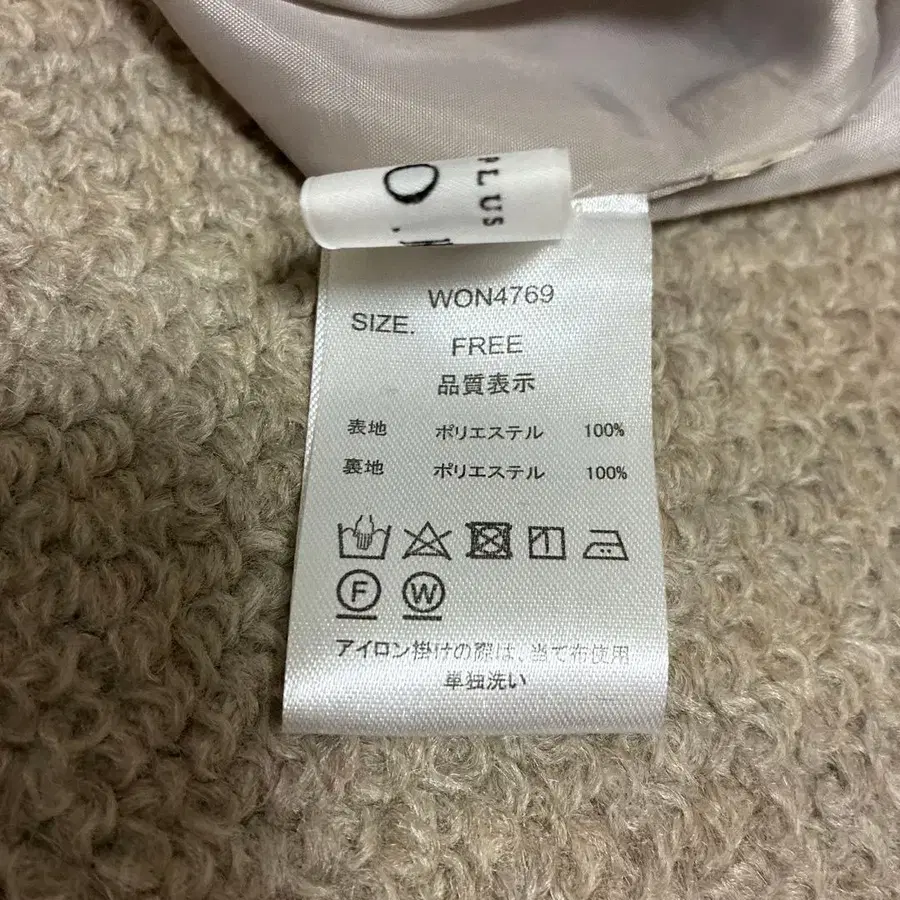 PLUS
WON4769
SIZE.
FREE
品質表示
表地 ポリエステル 100%
裏地 ポリエステル 100%
F W
アイロン掛けの際は、当て布使用
単独洗い